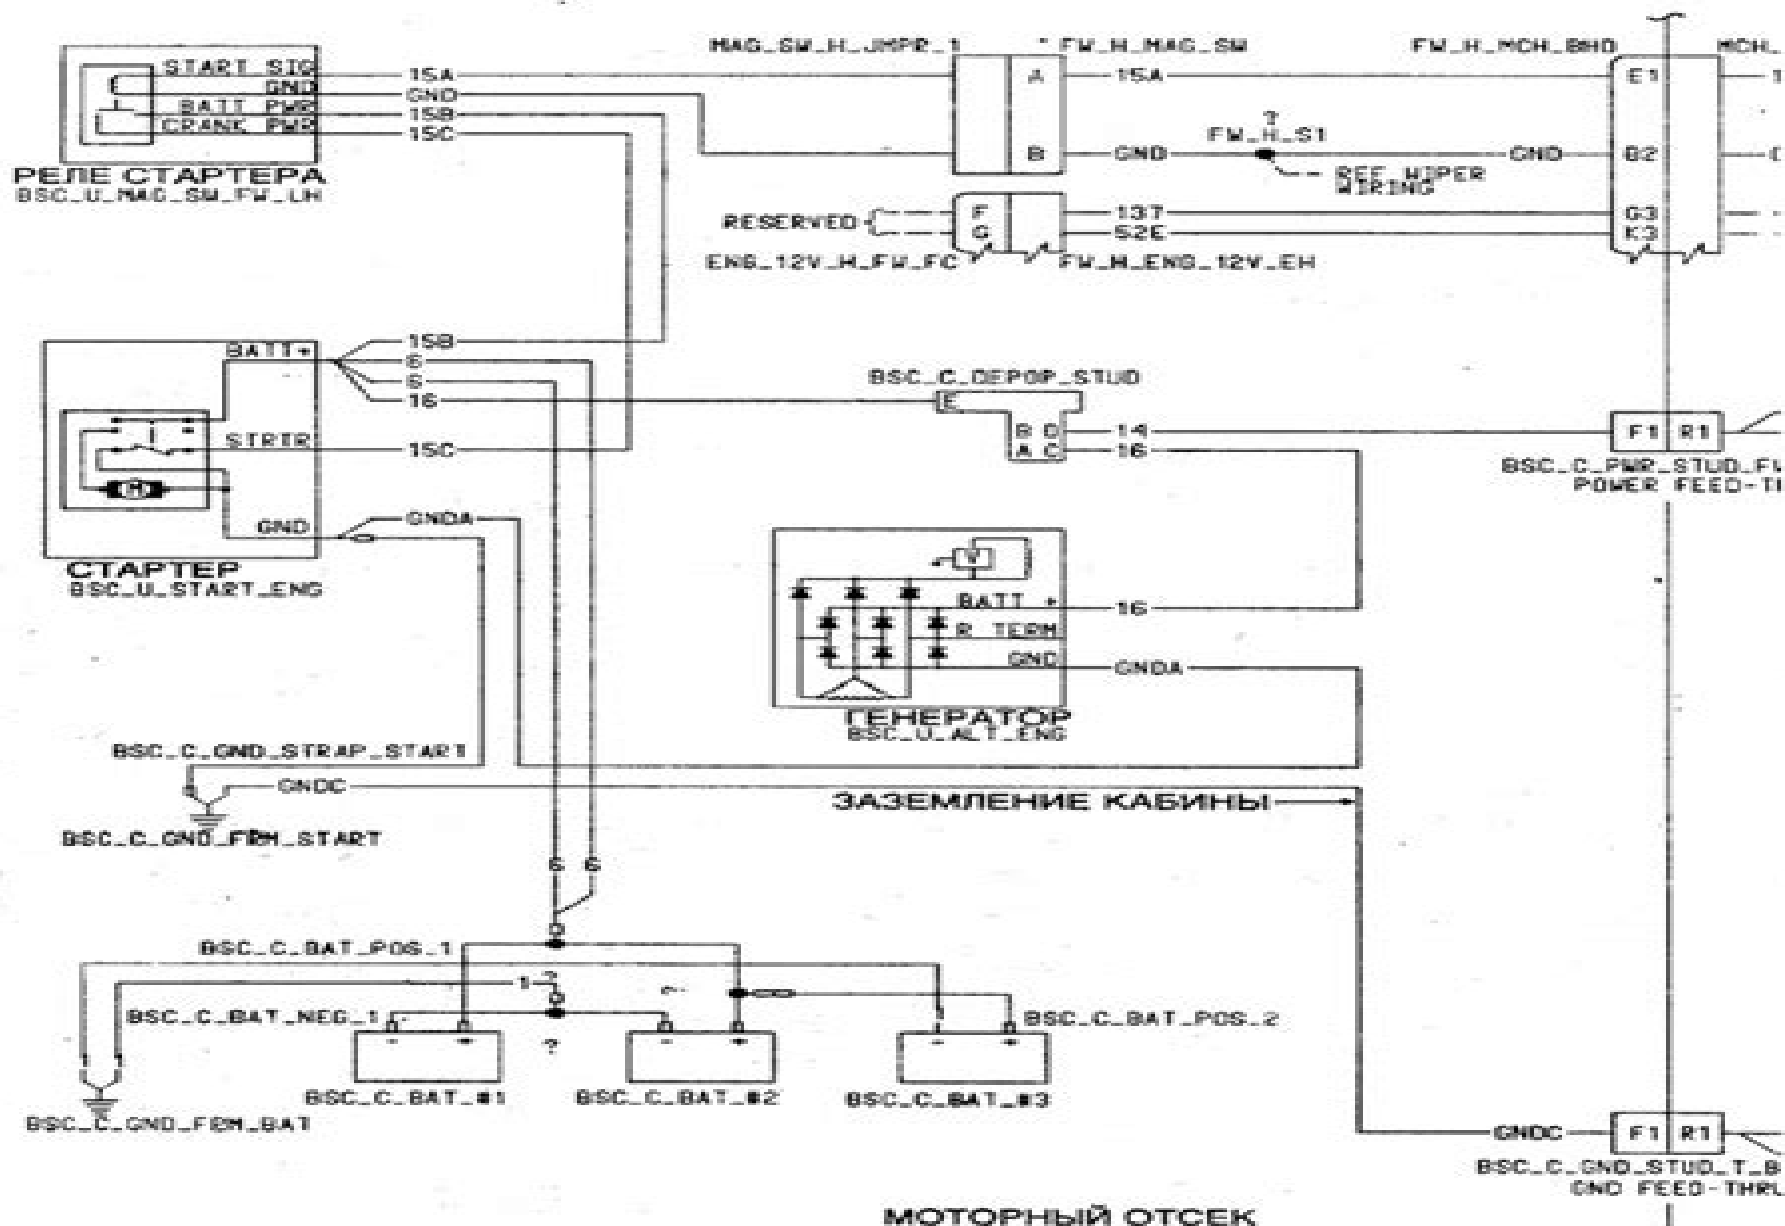 MAG_SW_H_JMPR_1
FW_H_MAG_SW
FW_H_MCH_BHD
MCH_
START SIG
GND
BATT PWR
CRANK PWR
15A
GND
15B
15C
РЕЛЕ СТАРТЕРА
BSC_U_MAG_SW_FW_LH
A
15A
E1
?
FW_H_S1
B
GND
GND
B2
REF WIPER
WIRING
RESERVED
F
137
G3
G
52E
K3
ENG_12V_H_FW_FC
FW_H_ENG_12V_EH
BATT+
15B
6
6
16
STRTR
15C
M
GND
GNDA
СТАРТЕР
BSC_U_START_ENG
BSC_C_DEPOP_STUD
E
B D
14
A C
16
F1 R1
BSC_C_PWR_STUD_FW
POWER FEED-TH
BATT +
16
R TERM
GND
GNDA
ГЕНЕРАТОР
BSC_U_ALT_ENG
BSC_C_GND_STRAP_START
GNDC
BSC_C_GND_FRM_START
ЗАЗЕМЛЕНИЕ КАБИНЫ
6 6
BSC_C_BAT_POS_1
1
BSC_C_BAT_NEG_1
?
BSC_C_BAT_POS_2
- +
- +
- +
BSC_C_BAT_#1
BSC_C_BAT_#2
BSC_C_BAT_#3
BSC_C_GND_FRM_BAT
GNDC
F1 R1
BSC_C_GND_STUD_T_B
GND FEED-THRU
МОТОРНЫЙ ОТСЕК